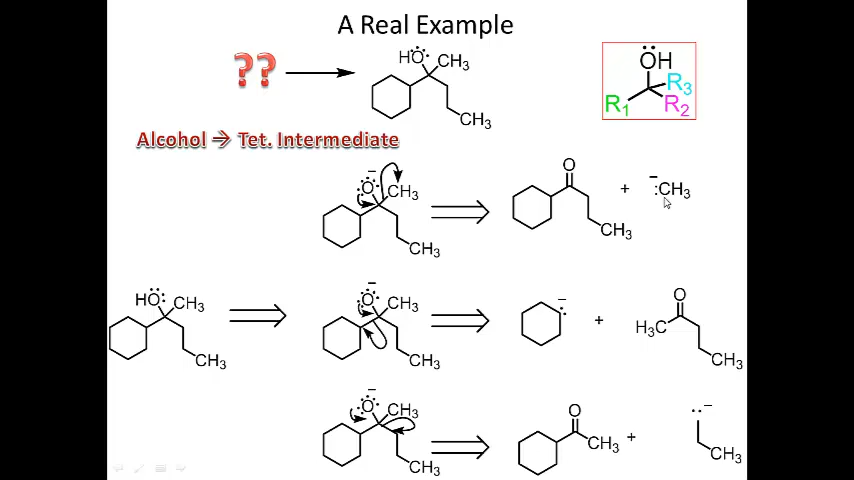 A Real Example
?? HO CH3
CH3
OH
R1 R3
R2
Alcohol → Tet. Intermediate
O CH3
CH3
O
CH3
+ CH3
HO CH3
CH3
O CH3
CH3
+ O
H3C
CH3
O CH3
CH3
O
CH3
+ CH3